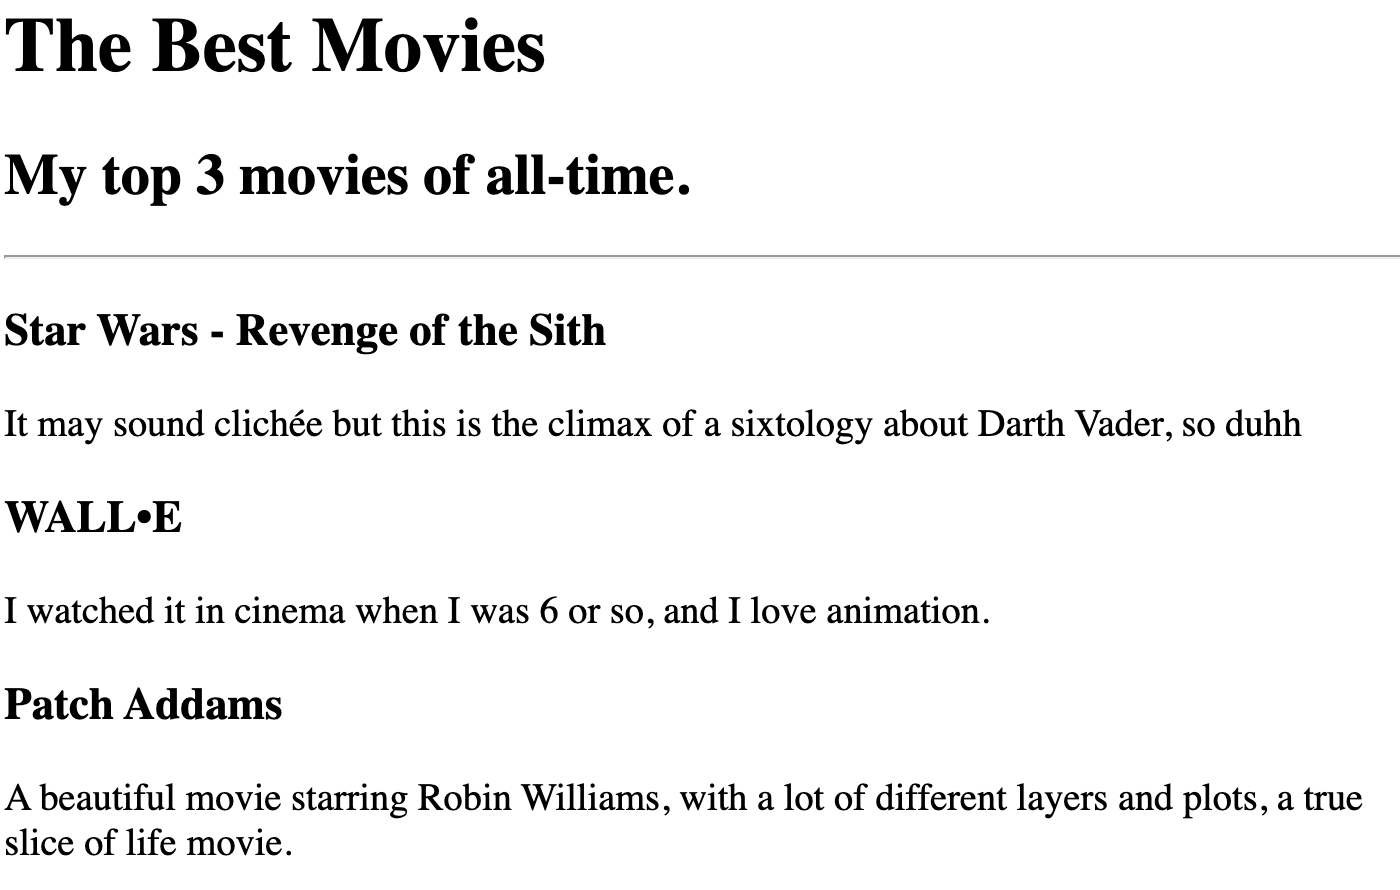 The Best Movies
My top 3 movies of all-time.
Star Wars - Revenge of the Sith
It may sound clichée but this is the climax of a sixtology about Darth Vader, so duhh
WALL•E
I watched it in cinema when I was 6 or so, and I love animation.
Patch Addams
A beautiful movie starring Robin Williams, with a lot of different layers and plots, a true
slice of life movie.